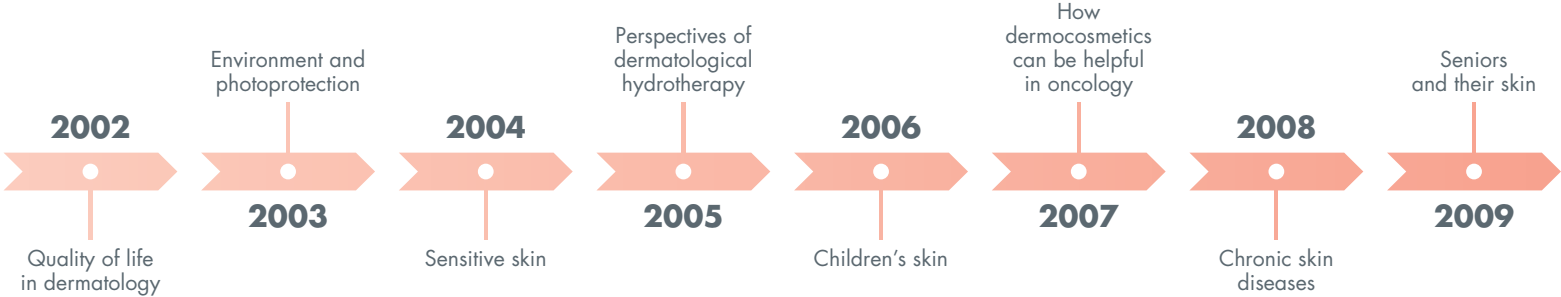 2002
Quality of life
in dermatology
Environment and
photoprotection
2003
2004
Sensitive skin
Perspectives of
dermatological
hydrotherapy
2005
2006
Children’s skin
How
dermocosmetics
can be helpful
in oncology
2007
2008
Chronic skin
diseases
Seniors
and their skin
2009